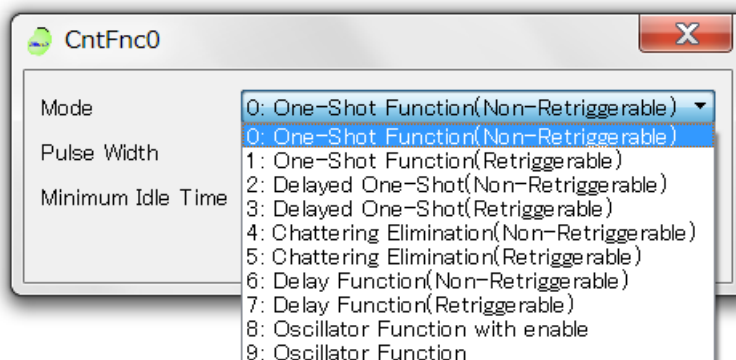 CntFnc0
Mode
0: One-Shot Function(Non-Retriggerable)
0: One-Shot Function(Non-Retriggerable)
Pulse Width
1: One-Shot Function(Retriggerable)
2: Delayed One-Shot(Non-Retriggerable)
Minimum Idle Time
3: Delayed One-Shot(Retriggerable)
4: Chattering Elimination(Non-Retriggerable)
5: Chattering Elimination(Retriggerable)
6: Delay Function(Non-Retriggerable)
7: Delay Function(Retriggerable)
8: Oscillator Function with enable
9: Oscillator Function